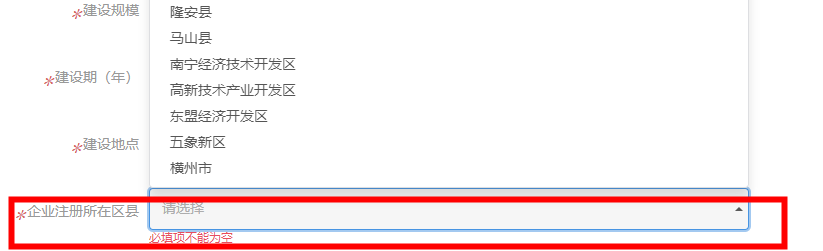 *建设规模
隆安县
马山县
南宁经济技术开发区
*建设期（年）
高新技术产业开发区
东盟经济开发区
五象新区
*建设地点
横州市
*企业注册所在区县
请选择
必填项不能为空